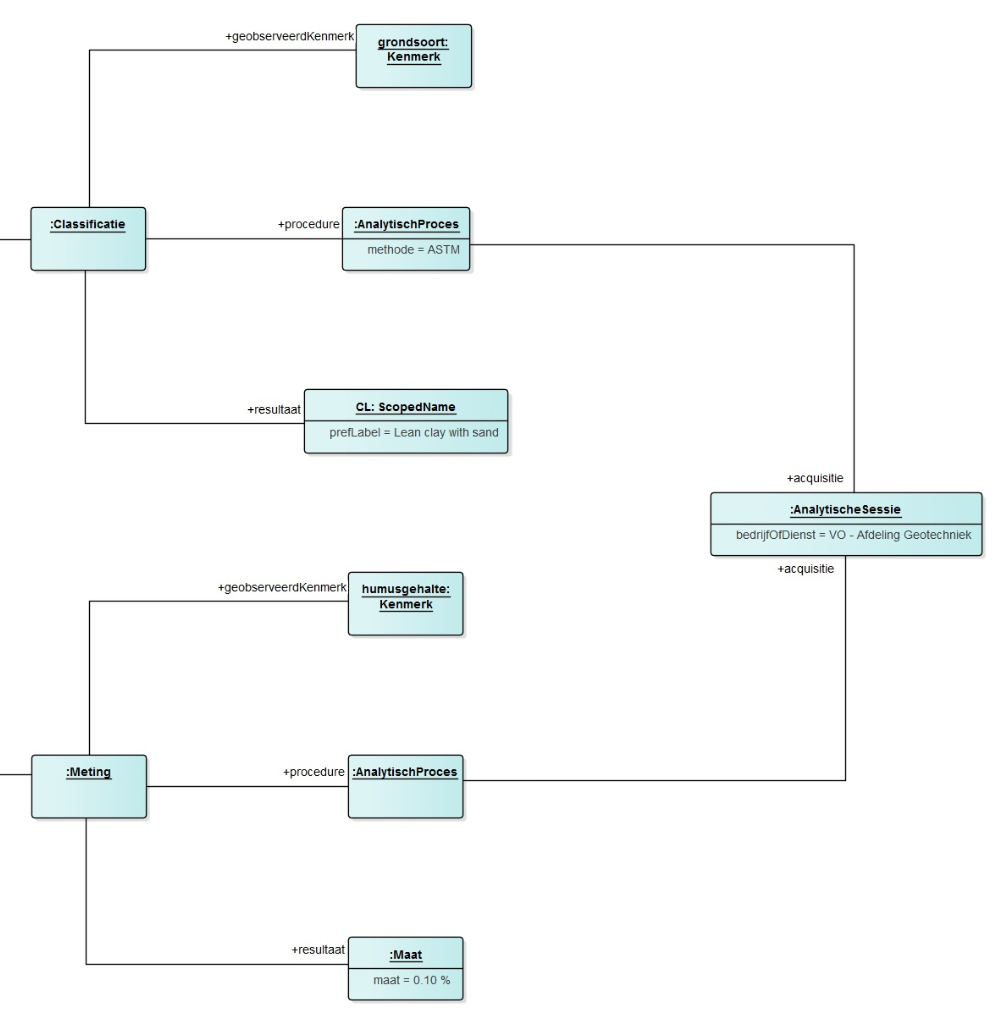 +geobserveerdKenmerk
grondsoort:
Kenmerk
:Classificatie
+procedure
:AnalytischProces
methode = ASTM
+resultaat
CL: ScopedName
prefLabel = Lean clay with sand
+acquisitie
:AnalytischeSessie
bedrijfOfDienst = VO - Afdeling Geotechniek
+acquisitie
+geobserveerdKenmerk
humusgehalte:
Kenmerk
:Meting
+procedure
:AnalytischProces
+resultaat
:Maat
maat = 0.10 %